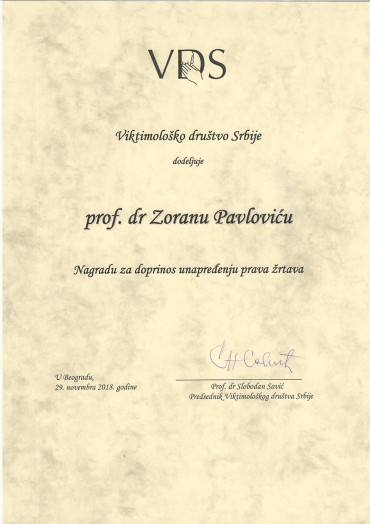 VDS
Viktimološko društvo Srbije
dodeljuje
prof. dr Zoranu Pavloviću
Nagradu za doprinos unapređenju prava žrtava
U Beogradu,
29. novembra 2018. godine
Prof. dr Slobodan Savić
Predsednik Viktimološkog društva Srbije